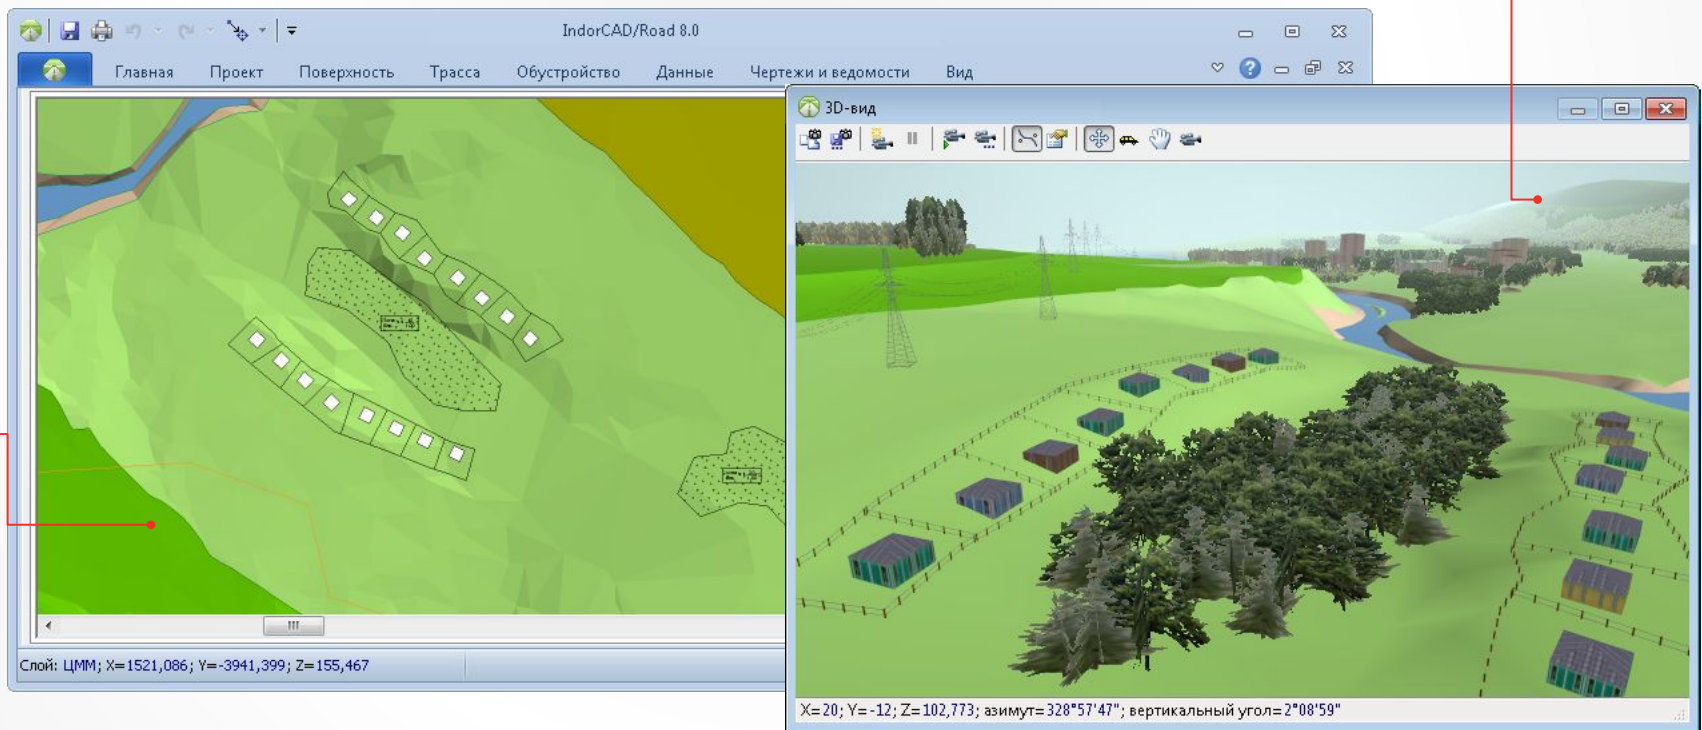 IndorCAD/Road 8.0
Главная Проект Поверхность Трасса Обустройство Данные Чертежи и ведомости Вид
3D-вид
Слой: ЦММ; X=1521,086; Y=-3941,399; Z=155,467
X=20; Y=-12; Z=102,773; азимут=328°57'47"; вертикальный угол=2°08'59"